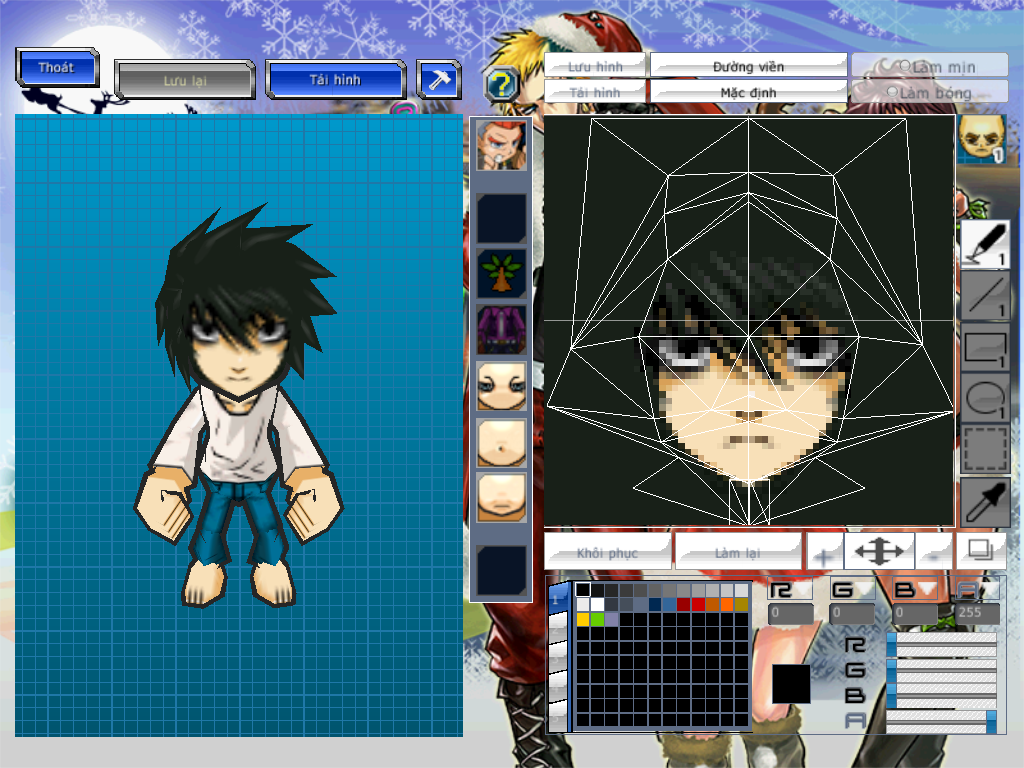 Thoát
Lưu lại
Tải hình
?
Lưu hình
Đường viền
Làm mịn
Tải hình
Mặc định
Làm bóng
1
1
1
1
1
Khôi phục
Làm lại
+
-
1
R
G
B
A
0
0
0
255
R
G
B
A